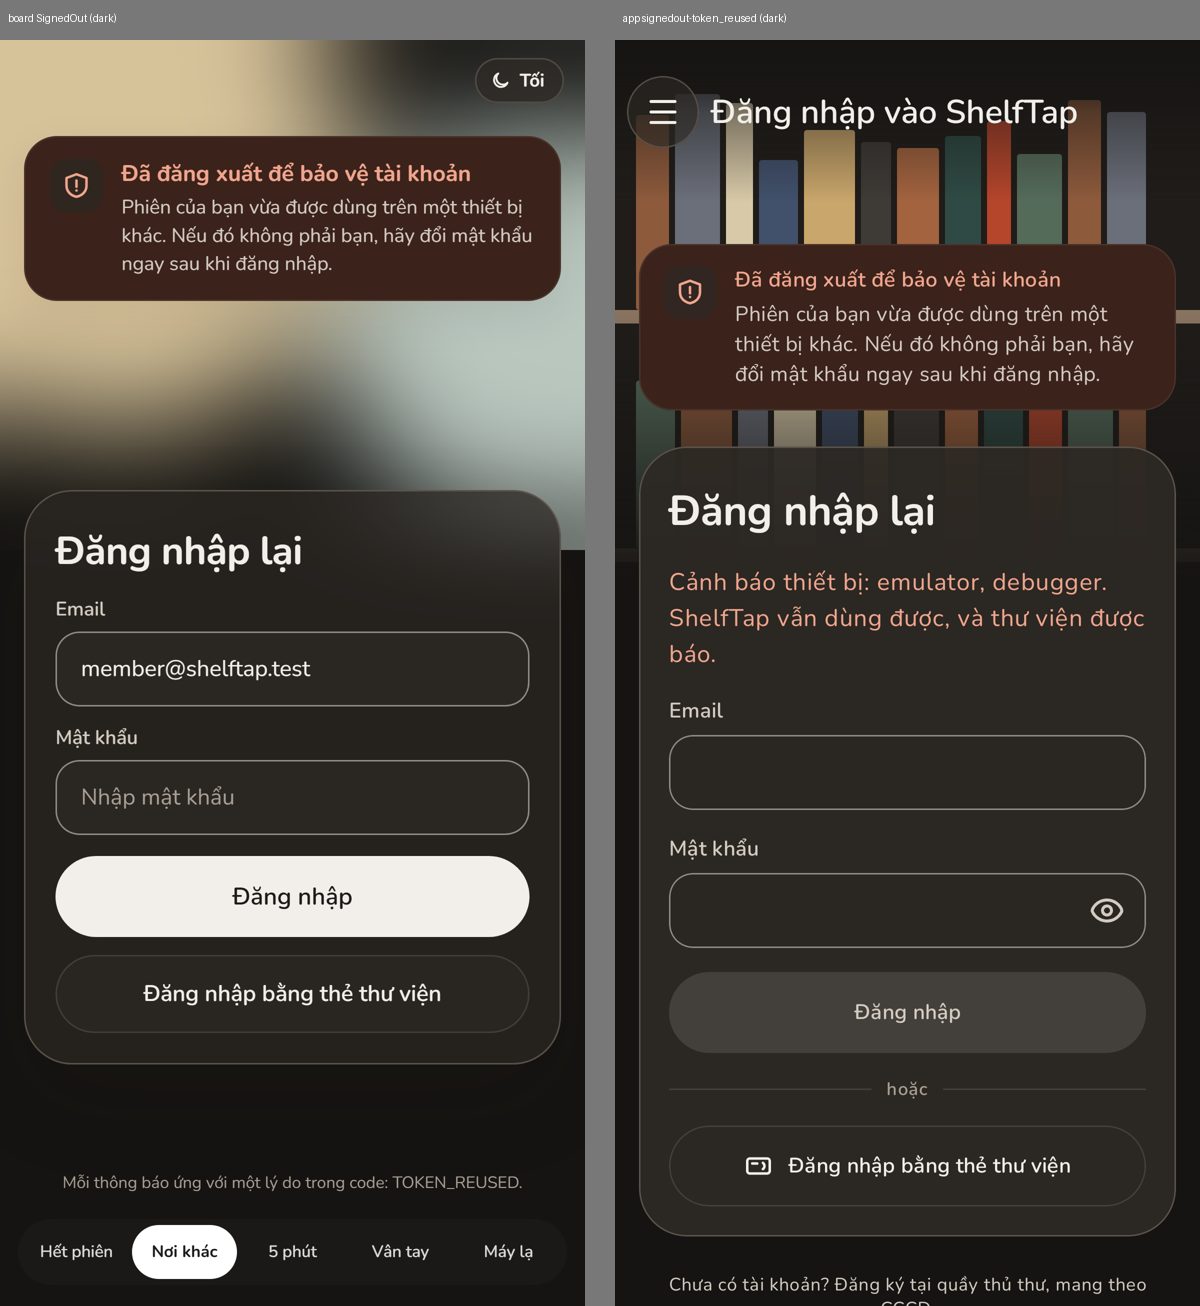 board SignedOut (dark)
Tối
Đã đăng xuất để bảo vệ tài khoản
Phiên của bạn vừa được dùng trên một thiết bị
khác. Nếu đó không phải bạn, hãy đổi mật khẩu
ngay sau khi đăng nhập.
Đăng nhập lại
Email
member@shelftap.test
Mật khẩu
Nhập mật khẩu
Đăng nhập
Đăng nhập bằng thẻ thư viện
Mỗi thông báo ứng với một lý do trong code: TOKEN_REUSED.
Hết phiên
Nơi khác
5 phút
Vân tay
Máy lạ
app signedout-token_reused (dark)
Đăng nhập vào ShelfTap
Đã đăng xuất để bảo vệ tài khoản
Phiên của bạn vừa được dùng trên một
thiết bị khác. Nếu đó không phải bạn, hãy
đổi mật khẩu ngay sau khi đăng nhập.
Đăng nhập lại
Cảnh báo thiết bị: emulator, debugger.
ShelfTap vẫn dùng được, và thư viện được
báo.
Email
Mật khẩu
Đăng nhập
hoặc
Đăng nhập bằng thẻ thư viện
Chưa có tài khoản? Đăng ký tại quầy thủ thư, mang theo